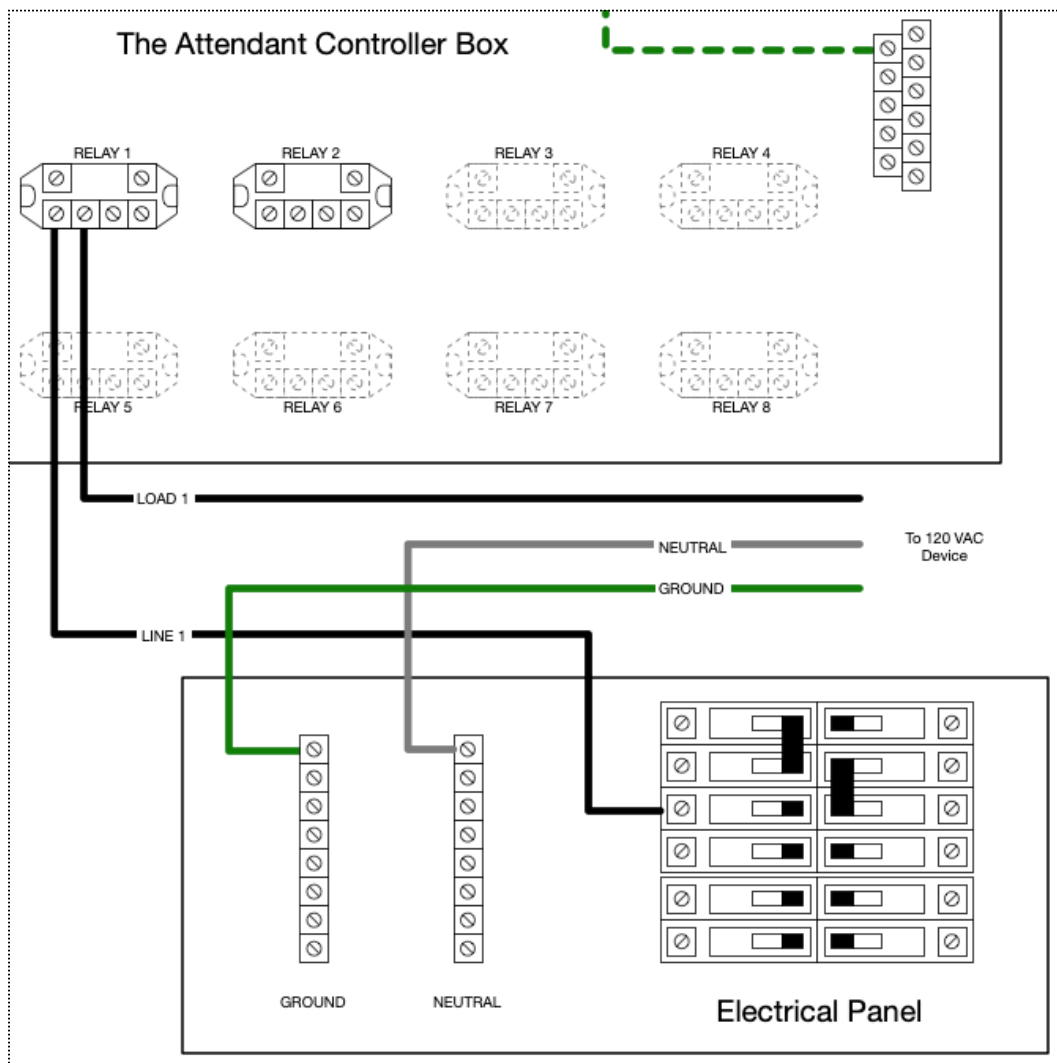 The Attendant Controller Box
RELAY 1
RELAY 2
RELAY 3
RELAY 4
RELAY 5
RELAY 6
RELAY 7
RELAY 8
LOAD 1
NEUTRAL
To 120 VAC
Device
GROUND
LINE 1
GROUND
NEUTRAL
Electrical Panel